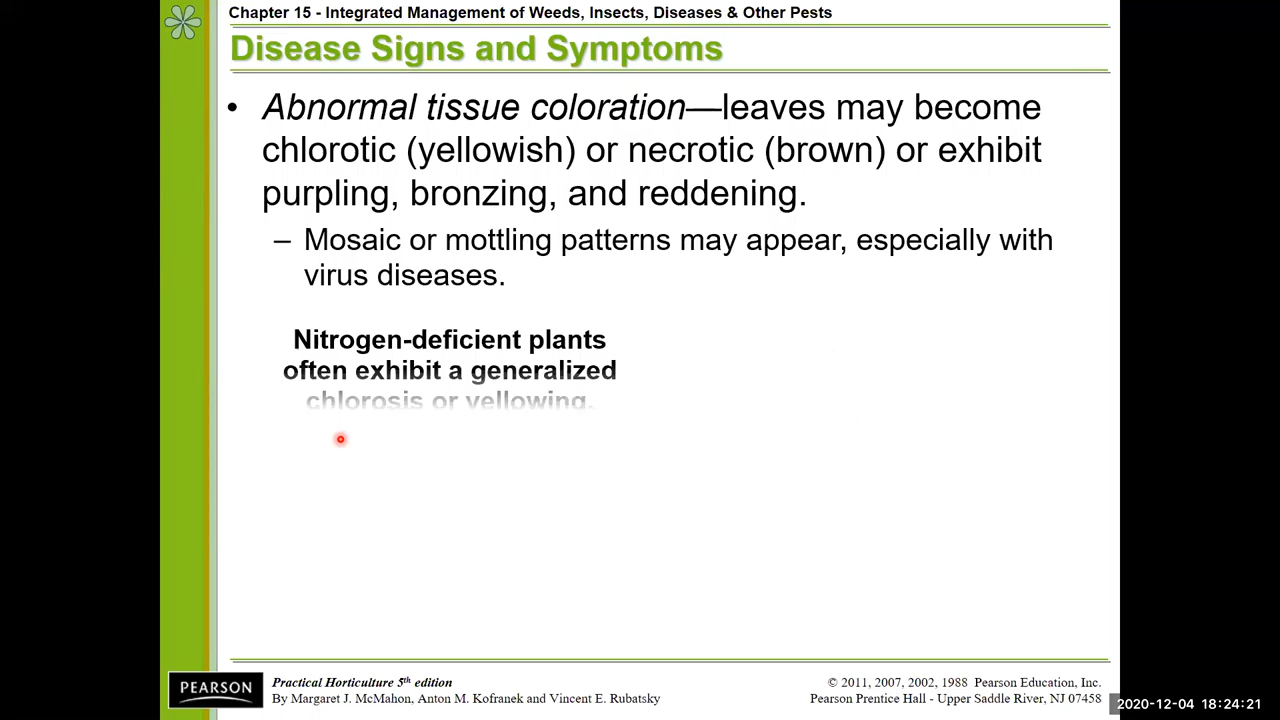 Chapter 15 - Integrated Management of Weeds, Insects, Diseases & Other Pests
Disease Signs and Symptoms
• Abnormal tissue coloration—leaves may become
chlorotic (yellowish) or necrotic (brown) or exhibit
purpling, bronzing, and reddening.
– Mosaic or mottling patterns may appear, especially with
virus diseases.
Nitrogen-deficient plants
often exhibit a generalized
chlorosis or yellowing.
PEARSON
Practical Horticulture 5th edition
By Margaret J. McMahon, Anton M. Kofranek and Vincent E. Rubatsky
© 2011, 2007, 2002, 1988 Pearson Education, Inc.
Pearson Prentice Hall - Upper Saddle River, NJ 07458
2020-12-04 18:24:21